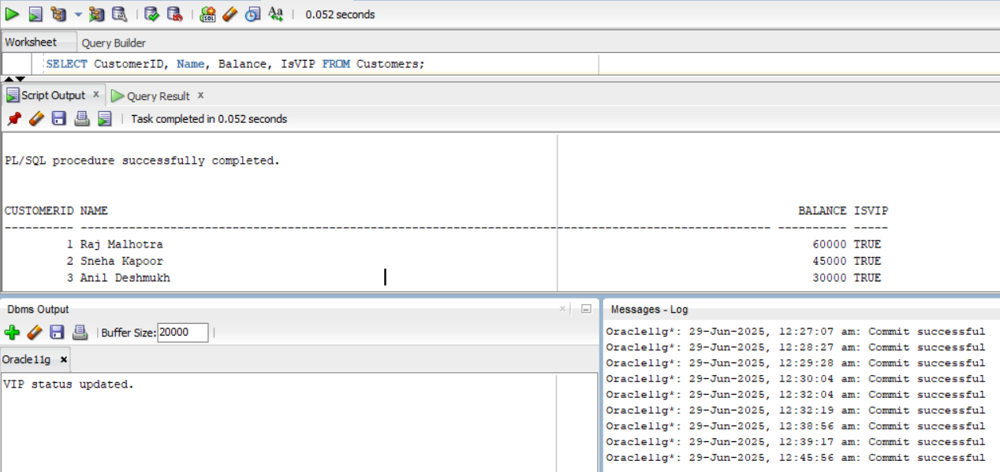 0.052 seconds
Worksheet Query Builder
SELECT CustomerID, Name, Balance, IsVIP FROM Customers;
Script Output x Query Result x
Task completed in 0.052 seconds
PL/SQL procedure successfully completed.
CUSTOMERID NAME BALANCE ISVIP
---------- ---------------------------------------------------------------------------------------------------- ---------- -----
1 Raj Malhotra 60000 TRUE
2 Sneha Kapoor 45000 TRUE
3 Anil Deshmukh 30000 TRUE
Dbms Output
Buffer Size: 20000
Oracle11g x
VIP status updated.
Messages - Log
Oracle11g*: 29-Jun-2025, 12:27:07 am: Commit successful
Oracle11g*: 29-Jun-2025, 12:28:27 am: Commit successful
Oracle11g*: 29-Jun-2025, 12:29:28 am: Commit successful
Oracle11g*: 29-Jun-2025, 12:30:04 am: Commit successful
Oracle11g*: 29-Jun-2025, 12:32:04 am: Commit successful
Oracle11g*: 29-Jun-2025, 12:32:19 am: Commit successful
Oracle11g*: 29-Jun-2025, 12:38:56 am: Commit successful
Oracle11g*: 29-Jun-2025, 12:39:17 am: Commit successful
Oracle11g*: 29-Jun-2025, 12:45:56 am: Commit successful